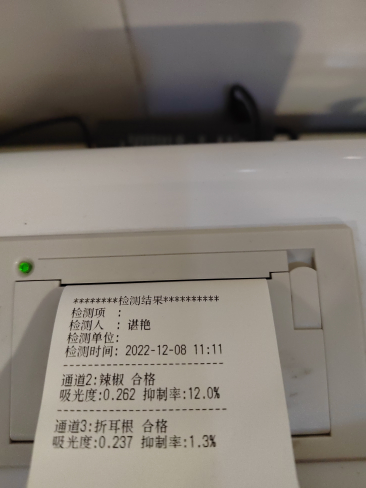 ********检测结果**********
检测项 :
检测人 : 谌艳
检测单位:
检测时间: 2022-12-08 11:11
通道2:辣椒 合格
吸光度:0.262 抑制率:12.0%
通道3:折耳根 合格
吸光度:0.237 抑制率:1.3%